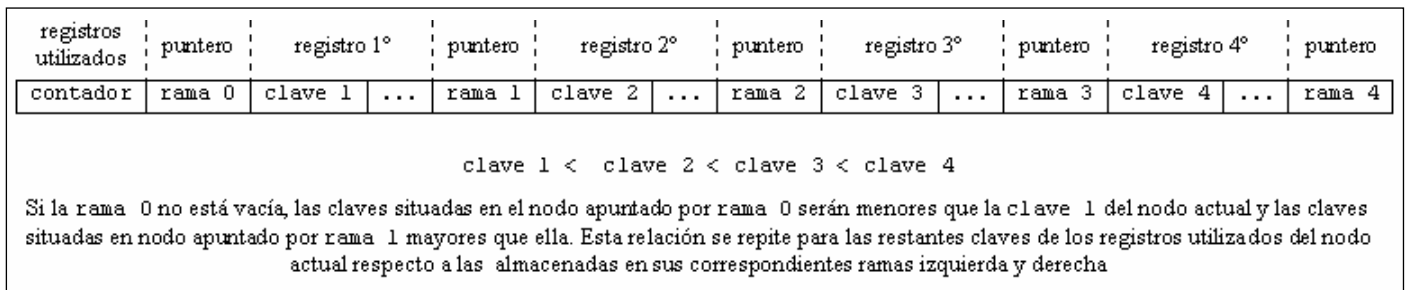 registros utilizados puntero registro 1º puntero registro 2º puntero registro 3º puntero registro 4º puntero
contador rama 0 clave 1 ... rama 1 clave 2 ... rama 2 clave 3 ... rama 3 clave 4 ... rama 4
clave 1 < clave 2 < clave 3 < clave 4
Si la rama 0 no está vacía, las claves situadas en el nodo apuntado por rama 0 serán menores que la clave 1 del nodo actual y las claves
situadas en nodo apuntado por rama 1 mayores que ella. Esta relación se repite para las restantes claves de los registros utilizados del nodo
actual respecto a las almacenadas en sus correspondientes ramas izquierda y derecha